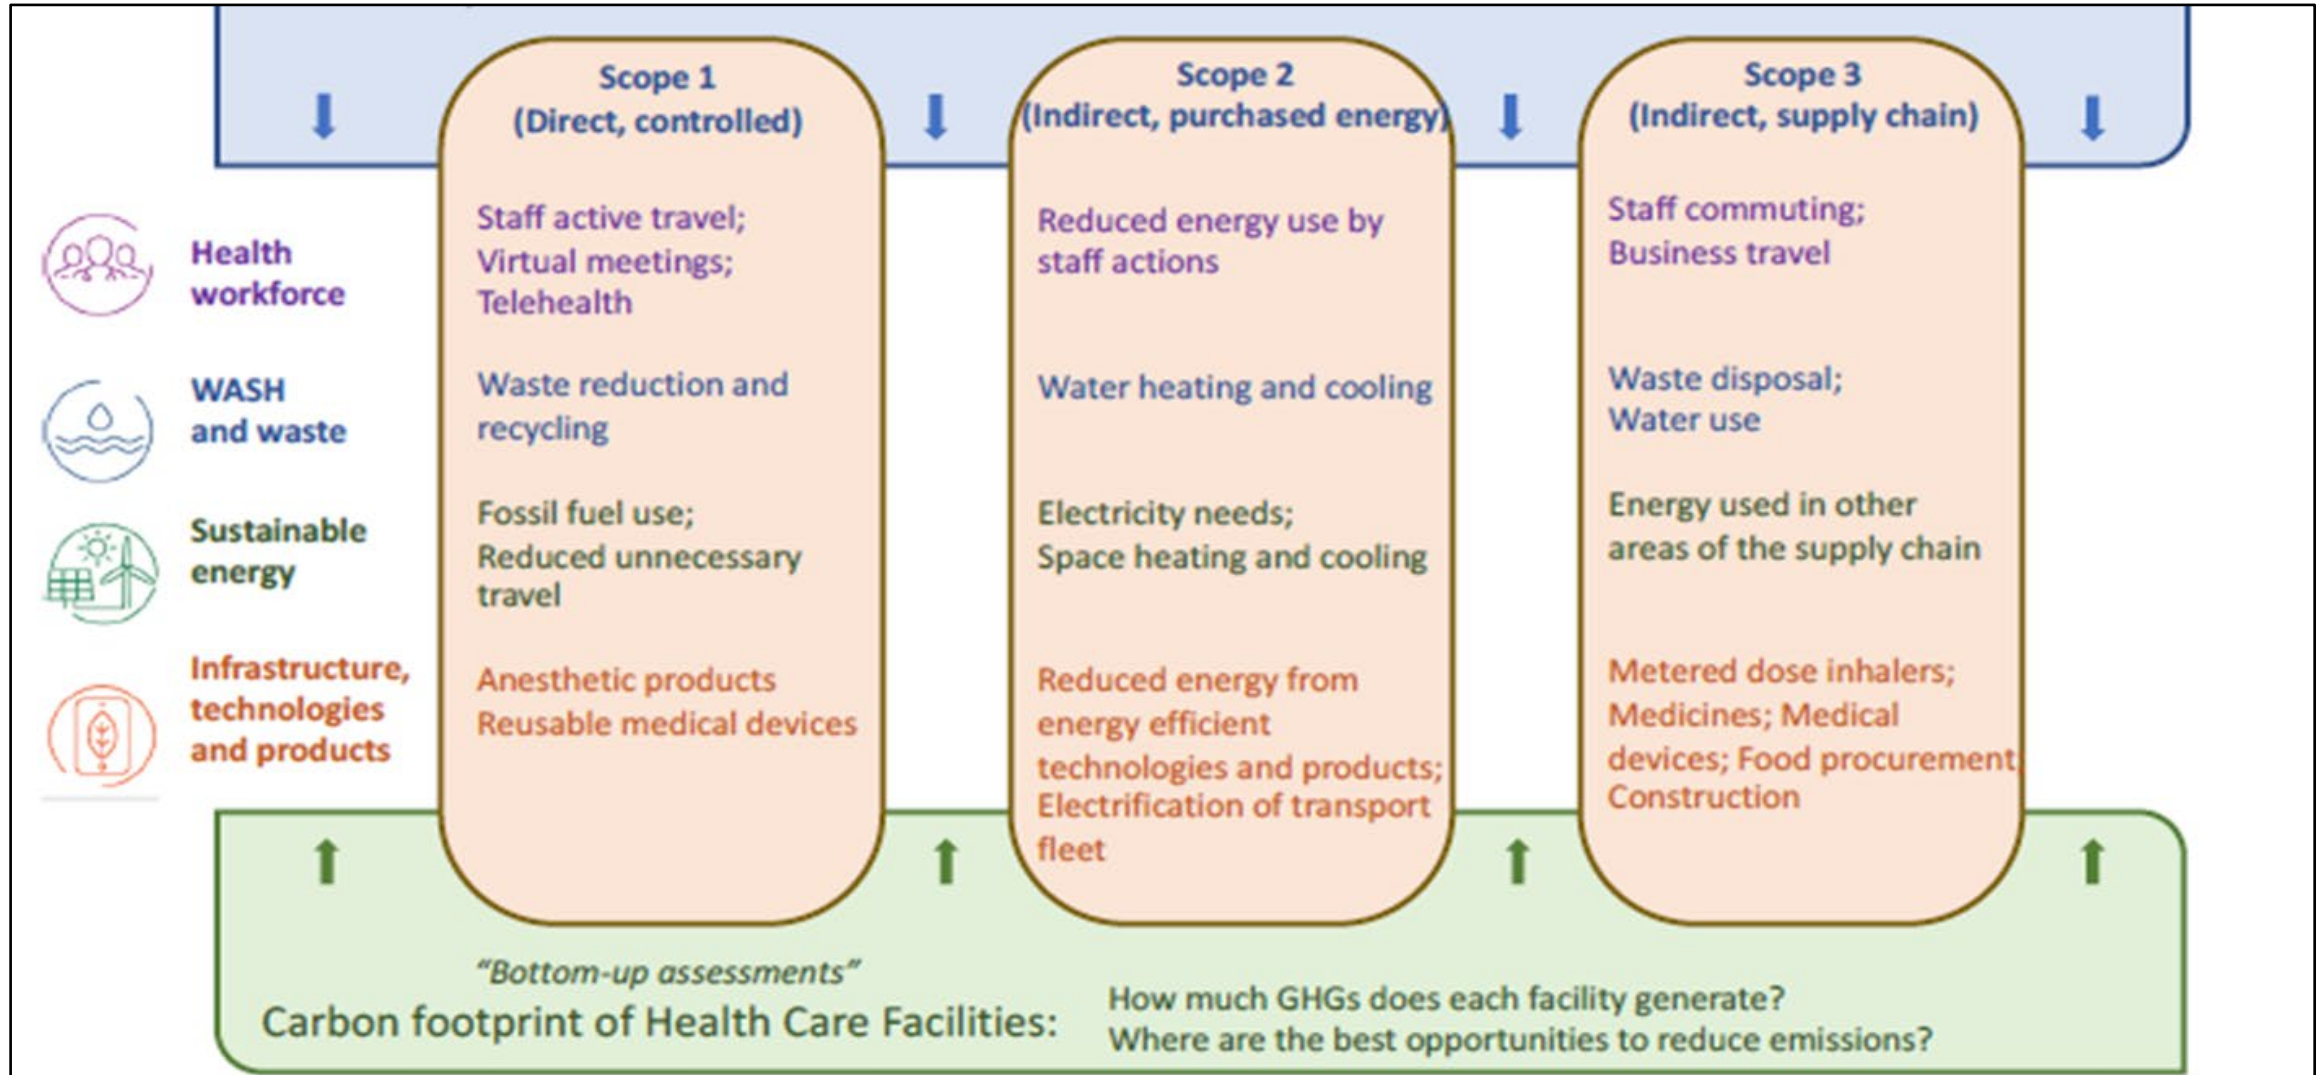 Scope 1
(Direct, controlled)
Scope 2
(Indirect, purchased energy)
Scope 3
(Indirect, supply chain)
Health
workforce
Staff active travel;
Virtual meetings;
Telehealth
Reduced energy use by
staff actions
Staff commuting;
Business travel
WASH
and waste
Waste reduction and
recycling
Water heating and cooling
Waste disposal;
Water use
Sustainable
energy
Fossil fuel use;
Reduced unnecessary
travel
Electricity needs;
Space heating and cooling
Energy used in other
areas of the supply chain
Infrastructure,
technologies
and products
Anesthetic products
Reusable medical devices
Reduced energy from
energy efficient
technologies and products;
Electrification of transport
fleet
Metered dose inhalers;
Medicines; Medical
devices; Food procurement;
Construction
“Bottom-up assessments”
Carbon footprint of Health Care Facilities:
How much GHGs does each facility generate?
Where are the best opportunities to reduce emissions?